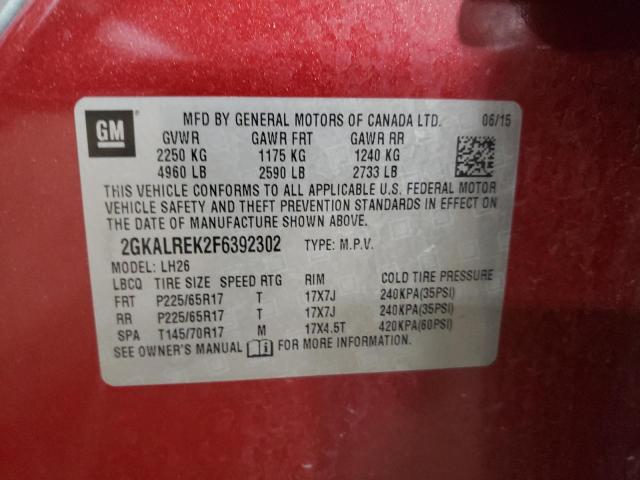 GM
MFD BY GENERAL MOTORS OF CANADA LTD. 06/15
GVWR GAWR FRT GAWR RR
2250 KG 1175 KG 1240 KG
4960 LB 2590 LB 2733 LB
THIS VEHICLE CONFORMS TO ALL APPLICABLE U.S. FEDERAL MOTOR
VEHICLE SAFETY AND THEFT PREVENTION STANDARDS IN EFFECT ON
THE DATE OF MANUFACTURE SHOWN ABOVE.
2GKALREK2F6392302 TYPE: M.P.V.
MODEL: LH26
LBCQ TIRE SIZE SPEED RTG RIM COLD TIRE PRESSURE
FRT P225/65R17 T 17X7J 240KPA(35PSI)
RR P225/65R17 T 17X7J 240KPA(35PSI)
SPA T145/70R17 M 17X4.5T 420KPA(60PSI)
SEE OWNER'S MANUAL FOR MORE INFORMATION.